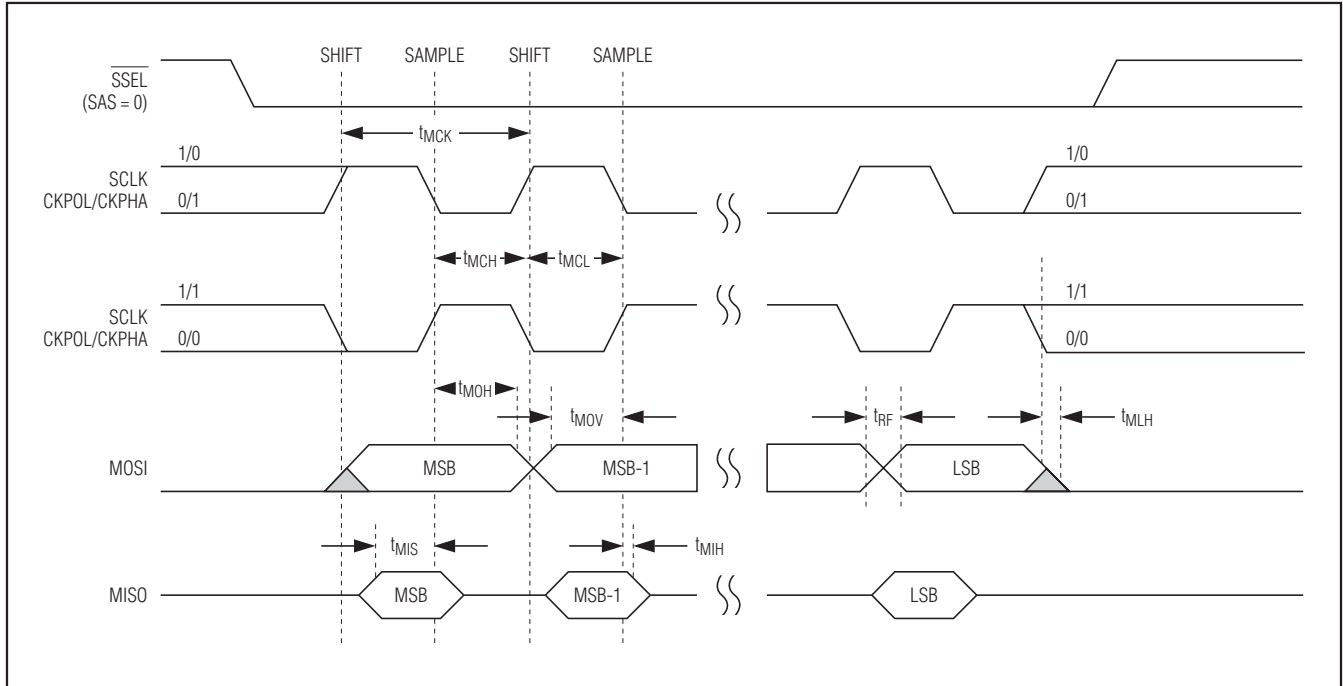 SHIFT SAMPLE SHIFT SAMPLE
SSEL
(SAS = 0)
tMCK
1/0 1/0
SCLK
CKPOL/CKPHA 0/1 0/1
tMCH tMCL
1/1 1/1
SCLK
CKPOL/CKPHA 0/0 0/0
tMOH
tMOV tRF tMLH
MOSI MSB MSB-1 LSB
tMIS tMIH
MISO MSB MSB-1 LSB